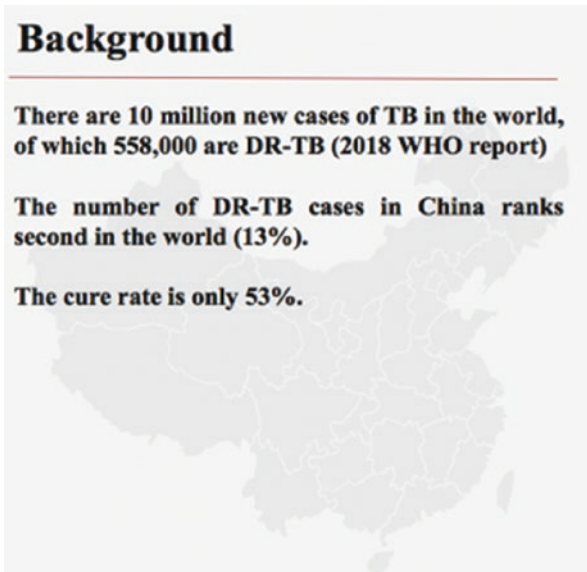 Background
There are 10 million new cases of TB in the world,
of which 558,000 are DR-TB (2018 WHO report)
The number of DR-TB cases in China ranks
second in the world (13%).
The cure rate is only 53%.